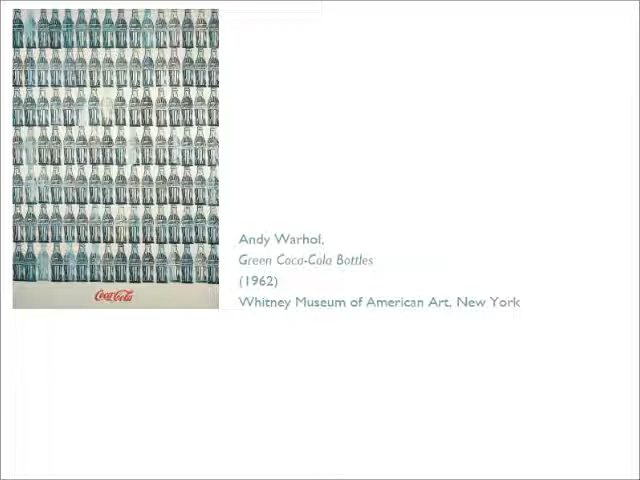 Coca-Cola
Andy Warhol,
Green Coca-Cola Bottles
(1962)
Whitney Museum of American Art, New York